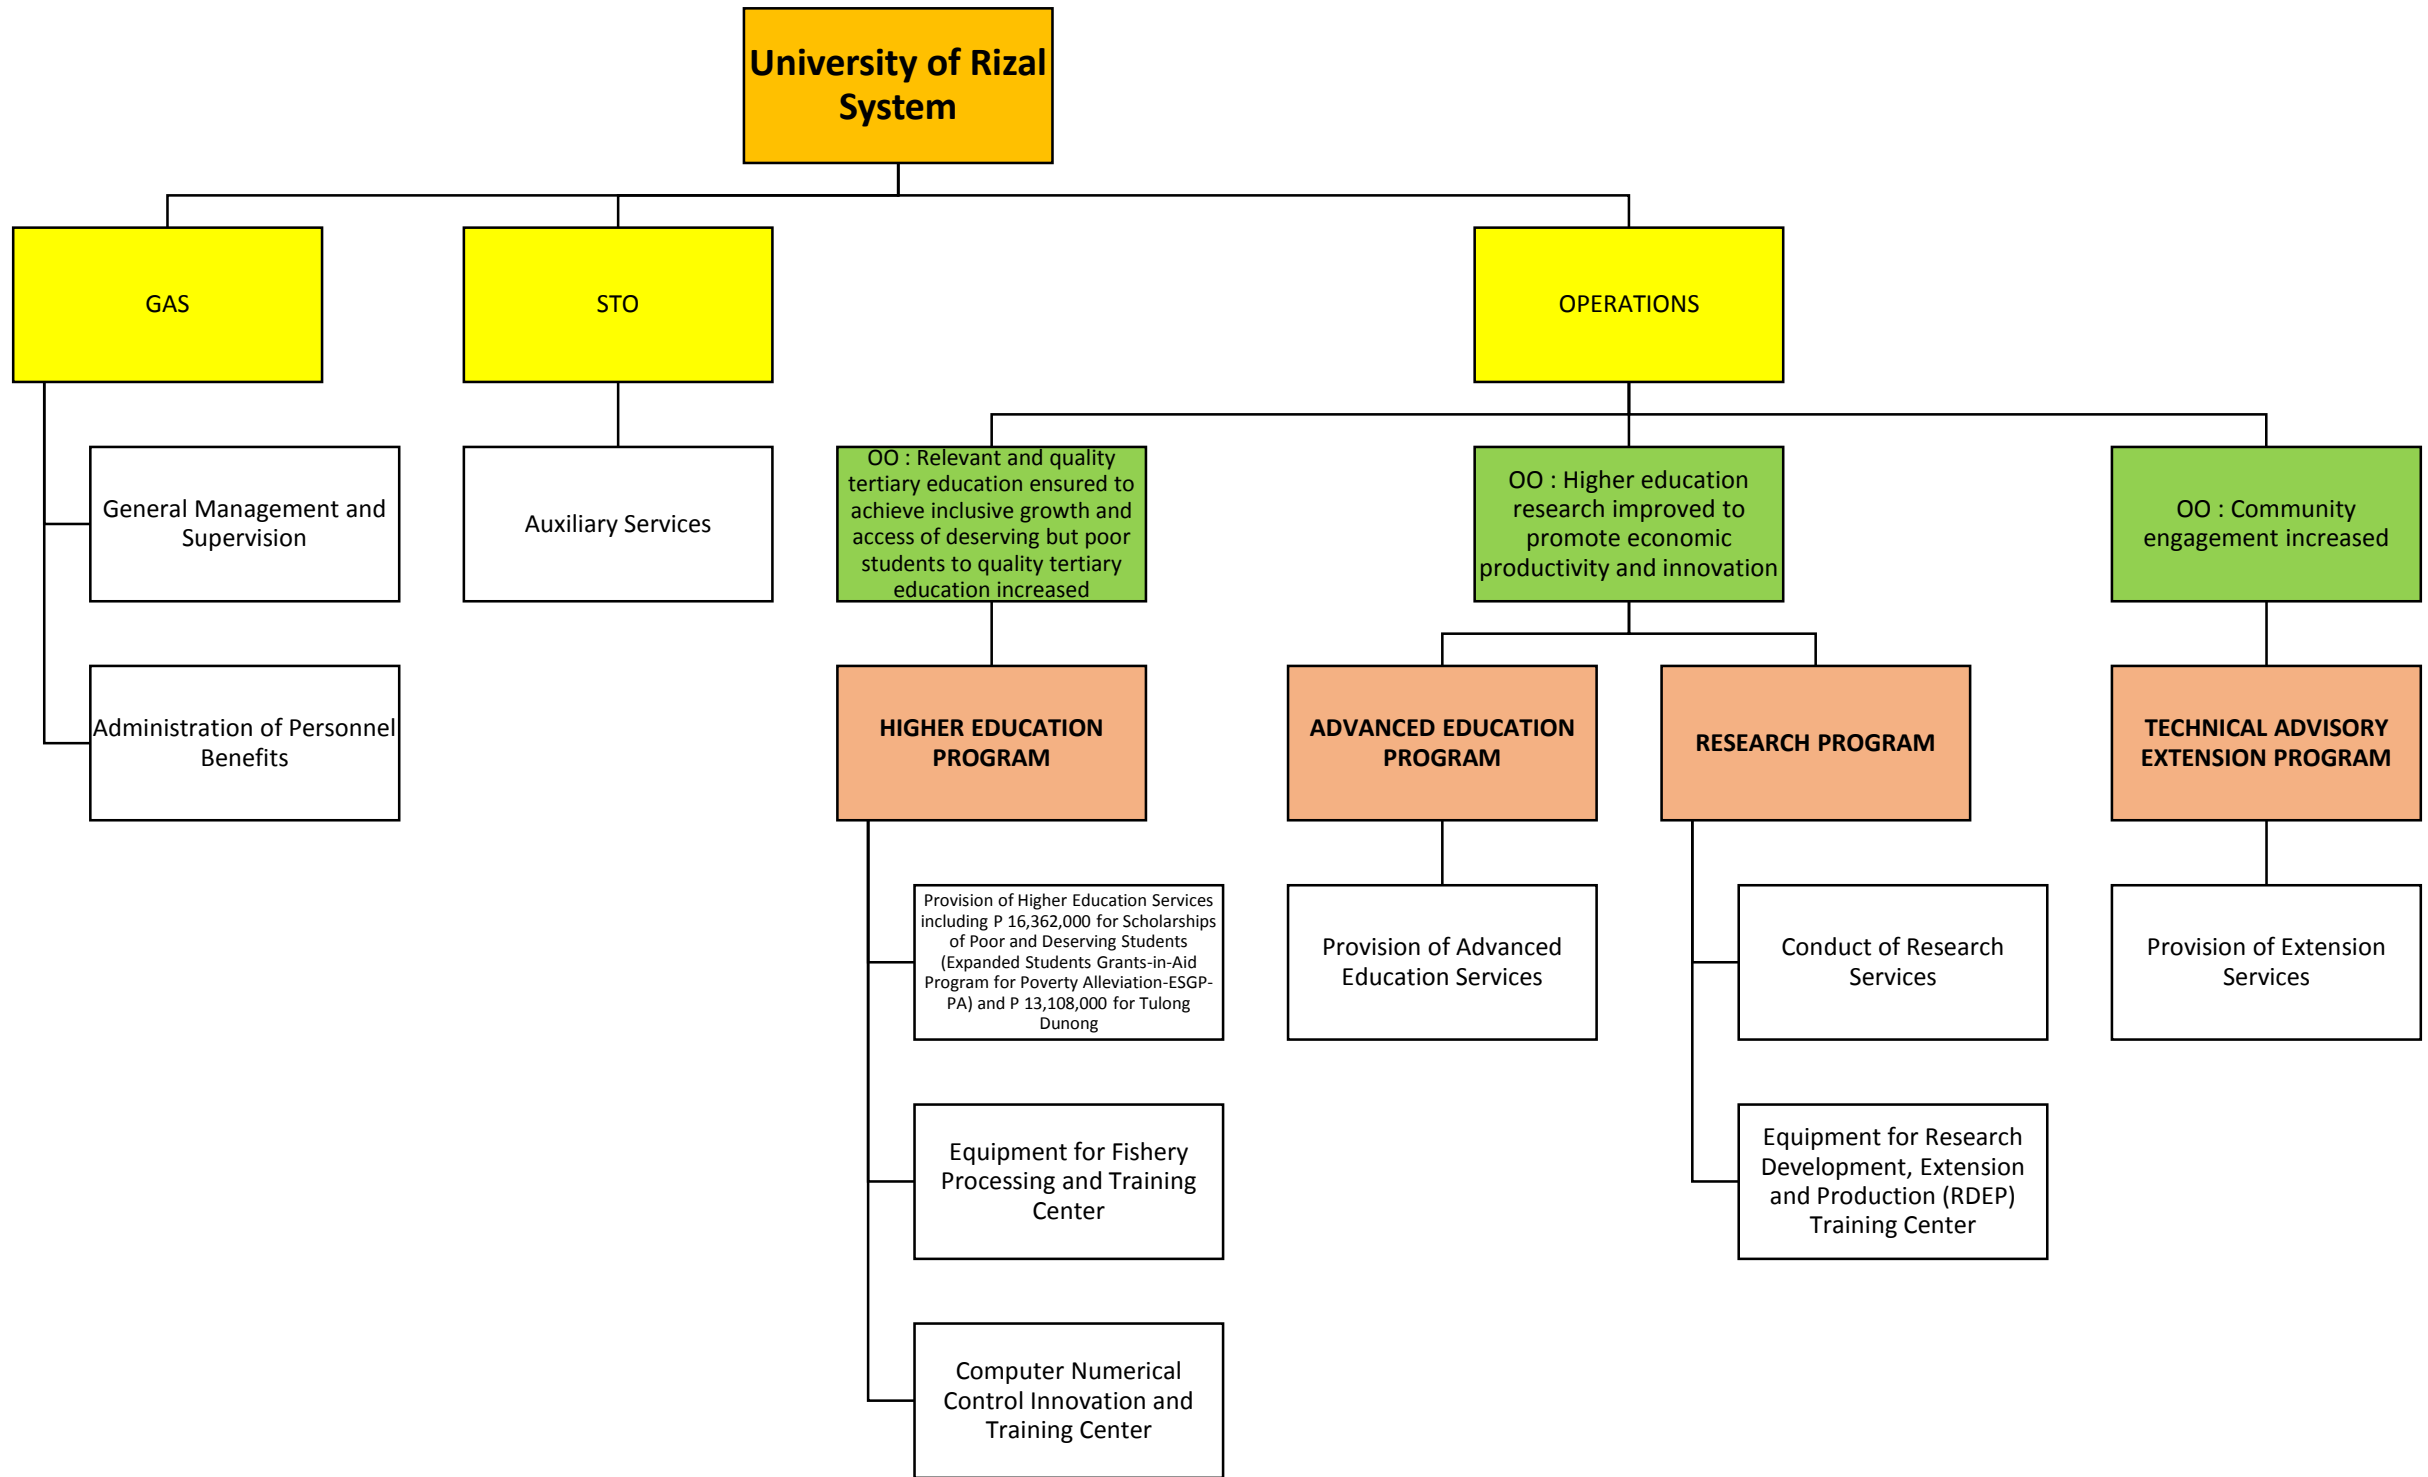 University of Rizal
System
GAS
STO
OPERATIONS
General Management and
Supervision
Auxiliary Services
OO : Relevant and quality
tertiary education ensured to
achieve inclusive growth and
access of deserving but poor
students to quality tertiary
education increased
OO : Higher education
research improved to
promote economic
productivity and innovation
OO : Community
engagement increased
Administration of Personnel
Benefits
HIGHER EDUCATION
PROGRAM
ADVANCED EDUCATION
PROGRAM
RESEARCH PROGRAM
TECHNICAL ADVISORY
EXTENSION PROGRAM
Provision of Higher Education Services
including P 16,362,000 for Scholarships
of Poor and Deserving Students
(Expanded Students Grants-in-Aid
Program for Poverty Alleviation-ESGP-
PA) and P 13,108,000 for Tulong
Dunong
Provision of Advanced
Education Services
Conduct of Research
Services
Provision of Extension
Services
Equipment for Fishery
Processing and Training
Center
Equipment for Research
Development, Extension
and Production (RDEP)
Training Center
Computer Numerical
Control Innovation and
Training Center